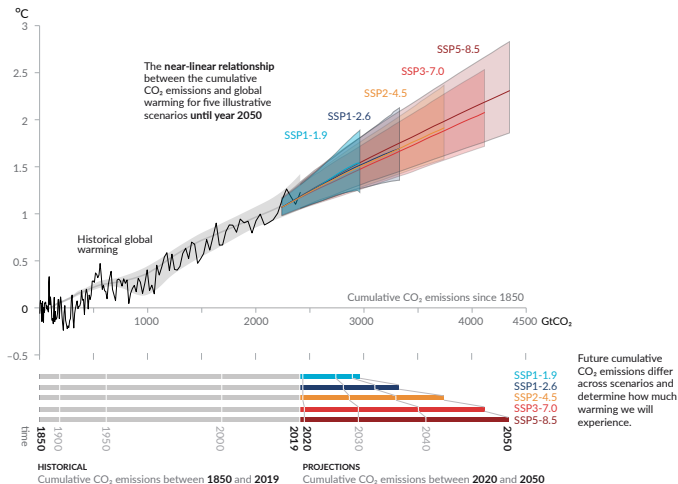 °C
3
2.5
2
1.5
1
0.5
0
−0.5
The near-linear relationship
between the cumulative
CO₂ emissions and global
warming for five illustrative
scenarios until year 2050
SSP5-8.5
SSP3-7.0
SSP2-4.5
SSP1-2.6
SSP1-1.9
Historical global
warming
Cumulative CO₂ emissions since 1850
1000
2000
3000
4000
4500
GtCO₂
SSP1-1.9
SSP1-2.6
SSP2-4.5
SSP3-7.0
SSP5-8.5
Future cumulative
CO₂ emissions differ
across scenarios and
determine how much
warming we will
experience.
time
1850
1900
1950
2000
2019
2020
2030
2040
2050
HISTORICAL
Cumulative CO₂ emissions between 1850 and 2019
PROJECTIONS
Cumulative CO₂ emissions between 2020 and 2050